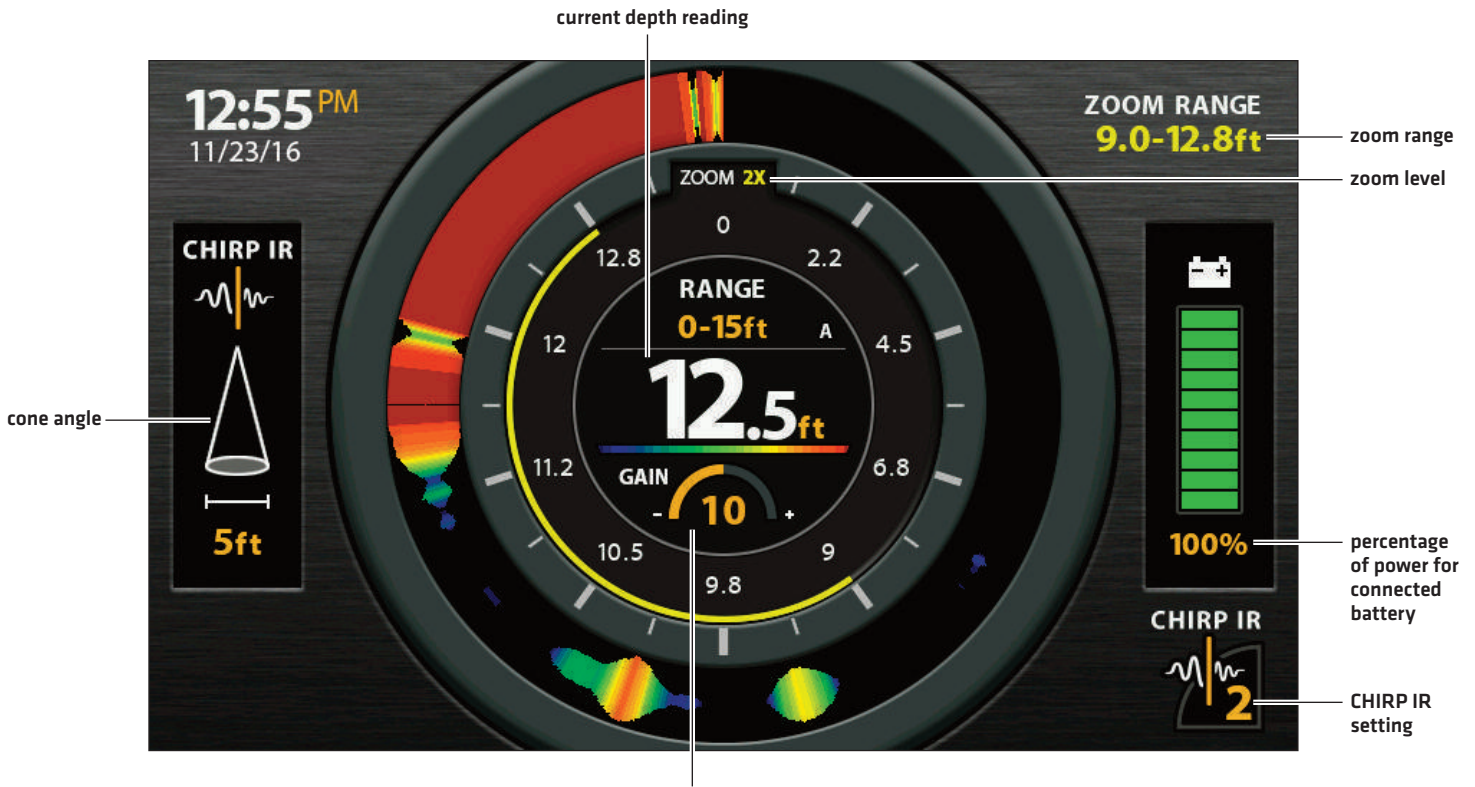 current depth reading
12:55 PM
11/23/16
ZOOM RANGE
9.0-12.8ft
zoom range
ZOOM 2X
zoom level
CHIRP IR
0
12.8
2.2
RANGE
0-15ft
A
12
4.5
12.5ft
cone angle
11.2
6.8
GAIN
- 10 +
5ft
10.5
9
9.8
- +
100%
percentage
of power for
connected
battery
CHIRP IR
2
CHIRP IR
setting